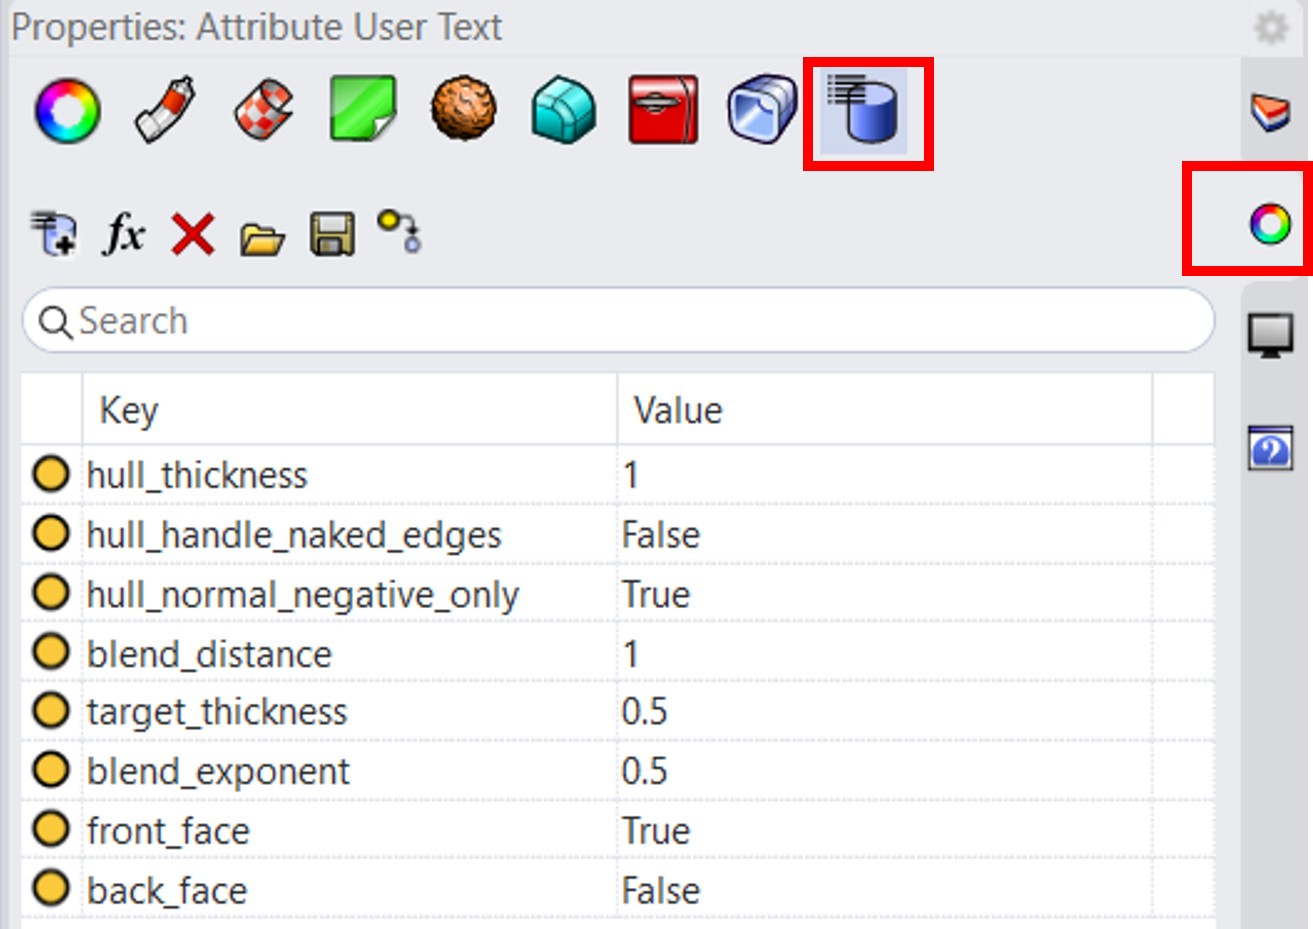 Properties: Attribute User Text
fx
Search
Key Value
hull_thickness 1
hull_handle_naked_edges False
hull_normal_negative_only True
blend_distance 1
target_thickness 0.5
blend_exponent 0.5
front_face True
back_face False